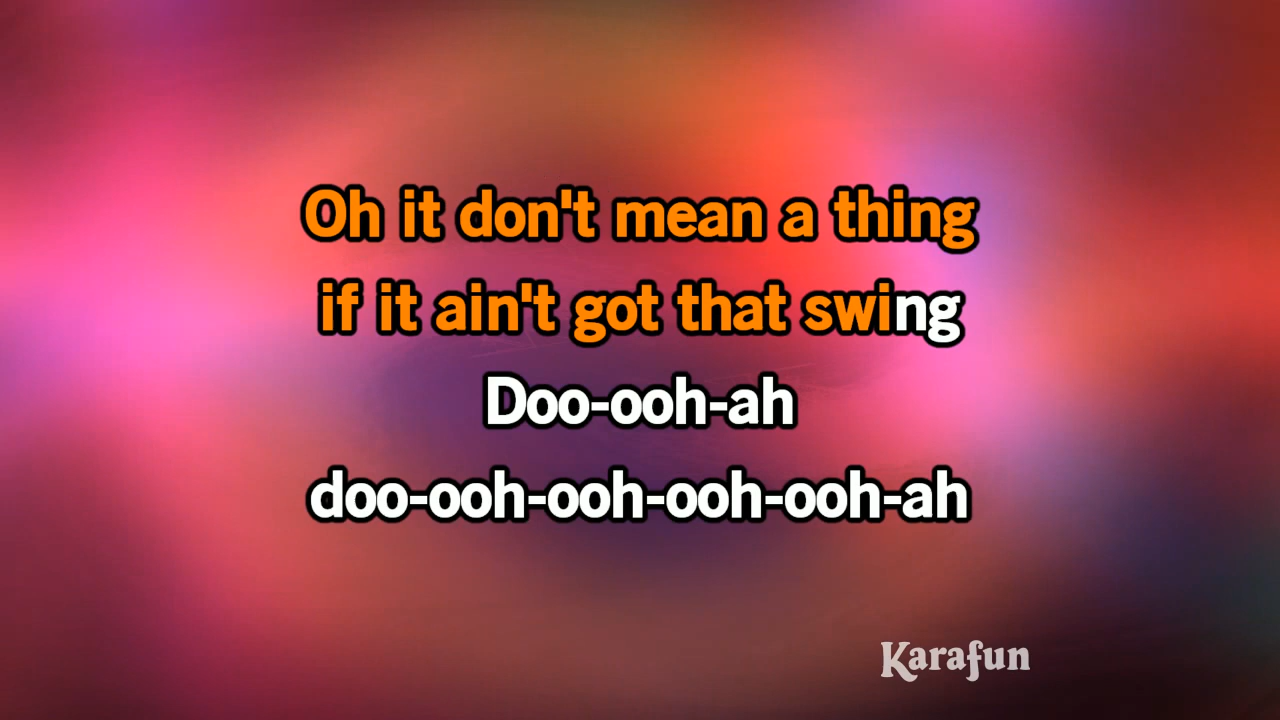 Oh it don't mean a thing
if it ain't got that swing
Doo-ooh-ah
doo-ooh-ooh-ooh-ooh-ah
Karafun